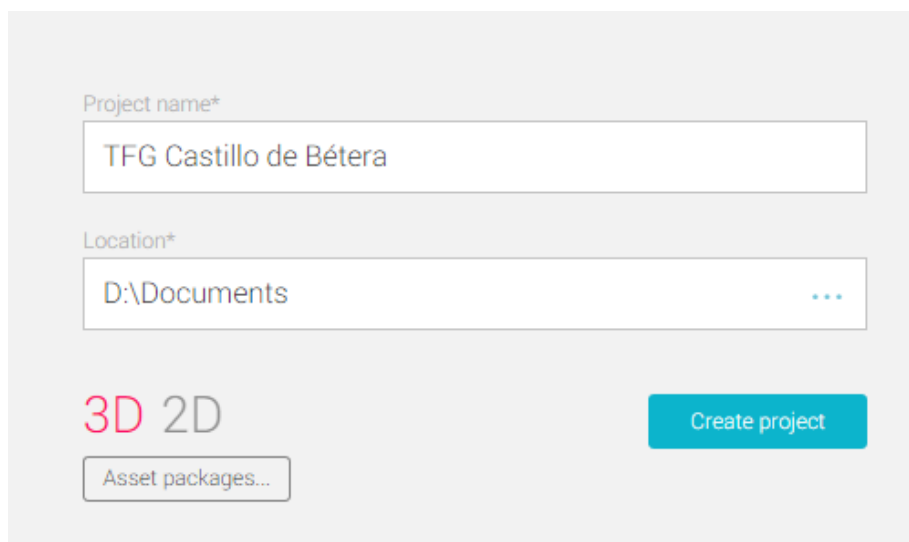 Project name*
TFG Castillo de Bétera
Location*
D:\Documents
...
3D 2D
Create project
Asset packages...